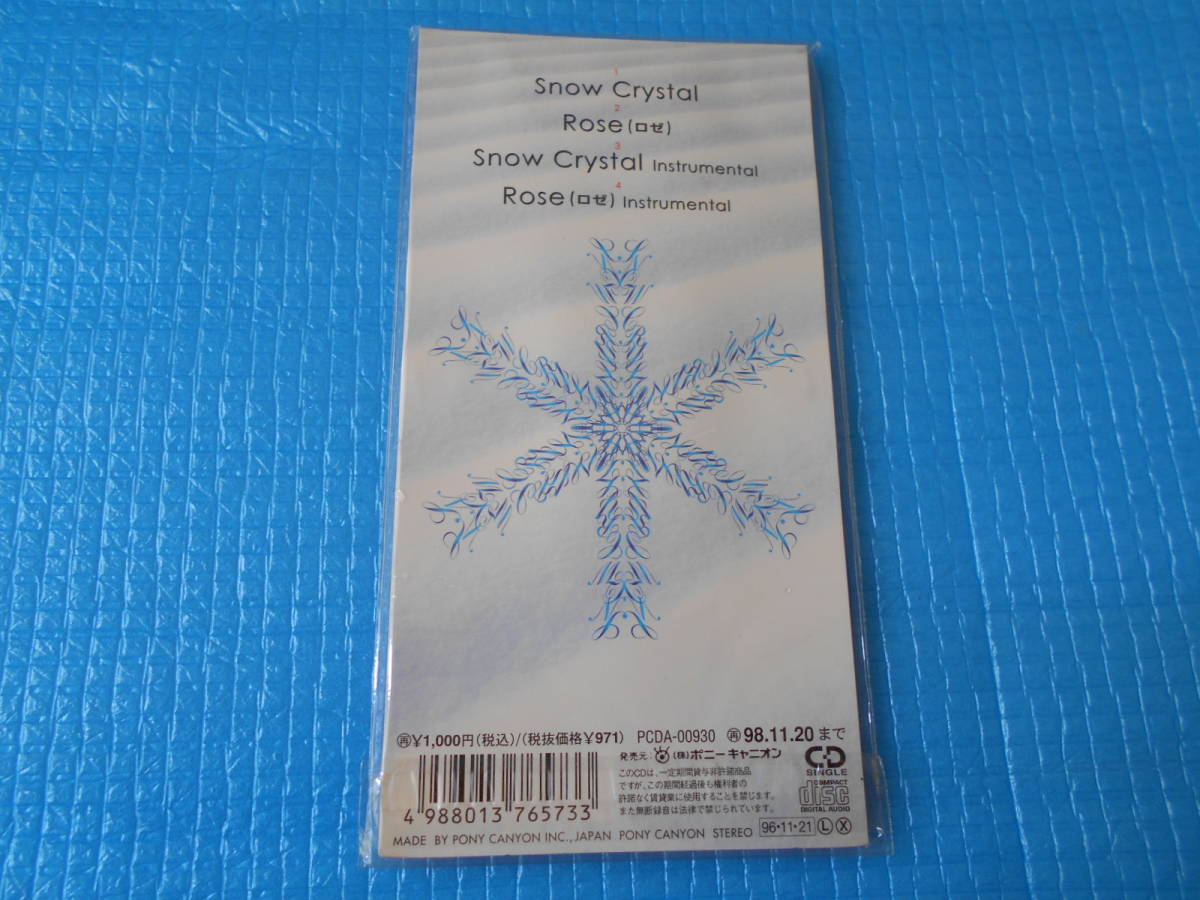 1
Snow Crystal
2
Rose(ロゼ)
3
Snow Crystal Instrumental
4
Rose(ロゼ) Instrumental
再¥1,000円(税込)/(税抜価格¥971) PCDA-00930 再98.11.20まで
発売元: (株)ポニーキャニオン
このCDは、一定期間貸与非許諾商品
ですが、この期間経過後も権利者の
許諾なく賃貸業に使用することを禁じます。
また無断録音は法律で禁じられています。
CD
SINGLE
COMPACT
disc
DIGITAL AUDIO
4 988013 765733
MADE BY PONY CANYON INC., JAPAN PONY CANYON STEREO 96・11・21 L X